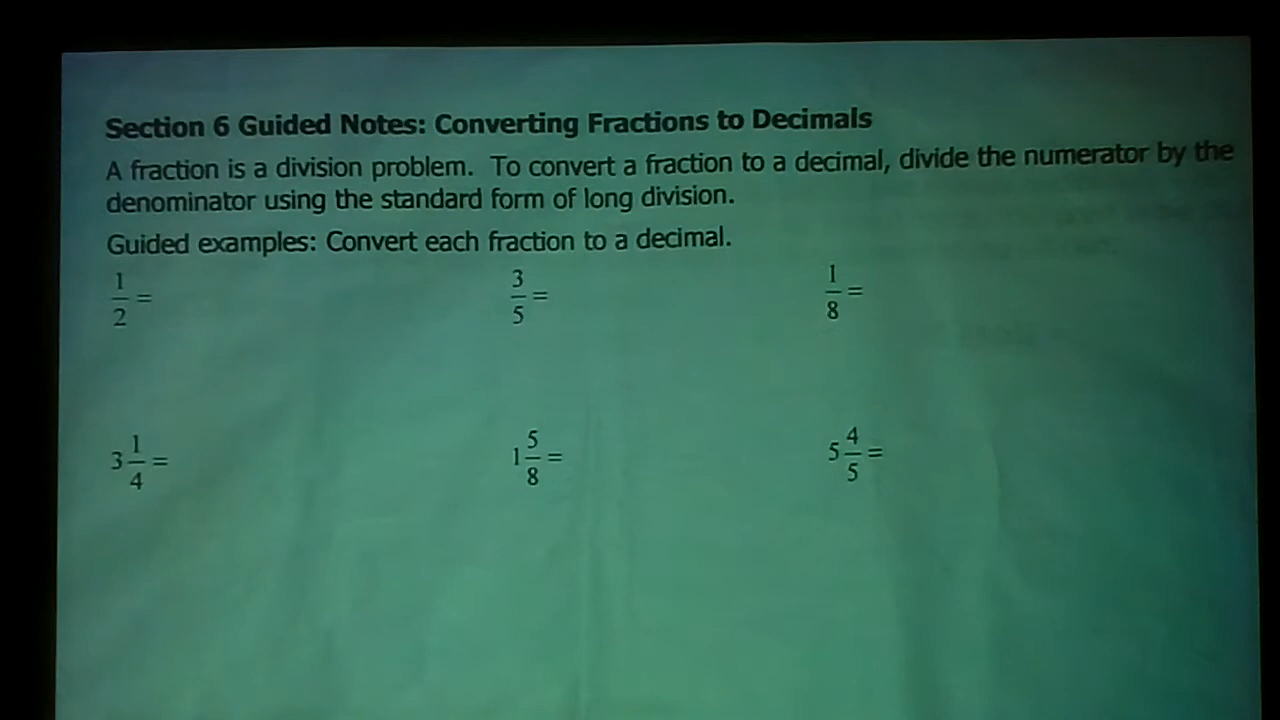 Section 6 Guided Notes: Converting Fractions to Decimals
A fraction is a division problem. To convert a fraction to a decimal, divide the numerator by the
denominator using the standard form of long division.
Guided examples: Convert each fraction to a decimal.
1/2 = 3/5 = 1/8 =
3 1/4 = 1 5/8 = 5 4/5 =